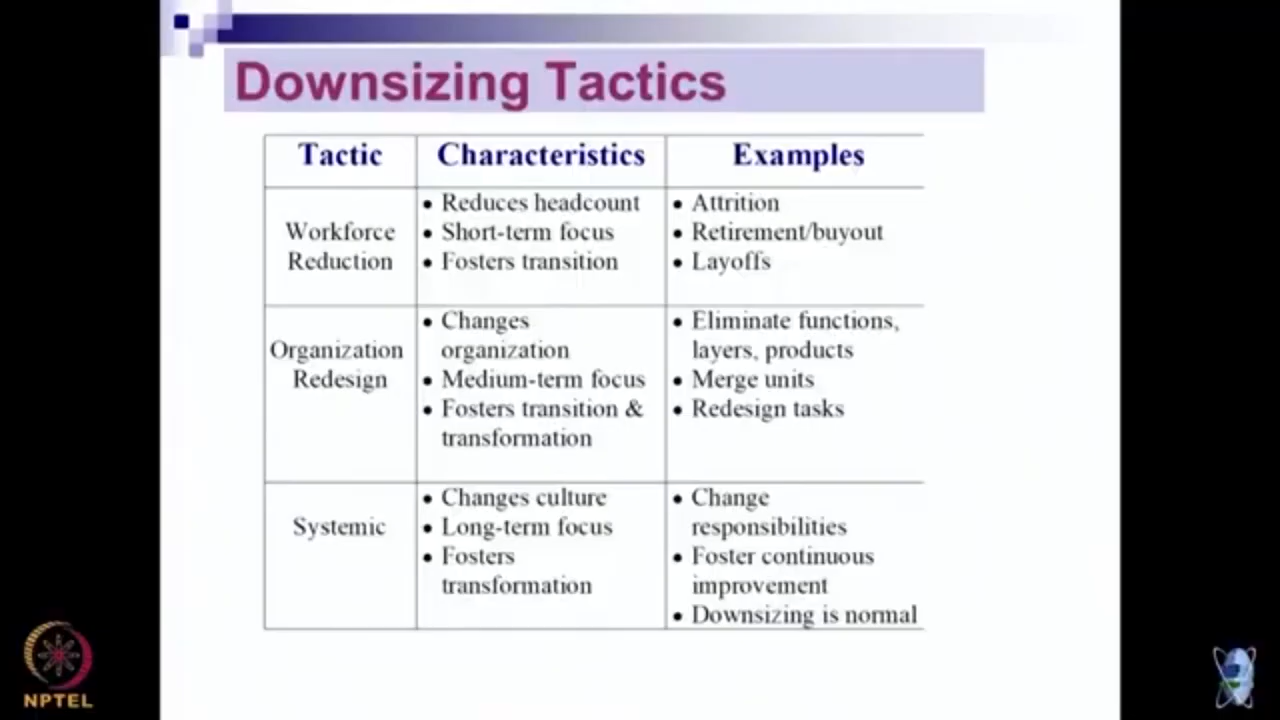 Downsizing Tactics
Tactic
Characteristics
Examples
Workforce
Reduction
• Reduces headcount
• Short-term focus
• Fosters transition
• Attrition
• Retirement/buyout
• Layoffs
Organization
Redesign
• Changes
organization
• Medium-term focus
• Fosters transition &
transformation
• Eliminate functions,
layers, products
• Merge units
• Redesign tasks
Systemic
• Changes culture
• Long-term focus
• Fosters
transformation
• Change
responsibilities
• Foster continuous
improvement
• Downsizing is normal
NPTEL